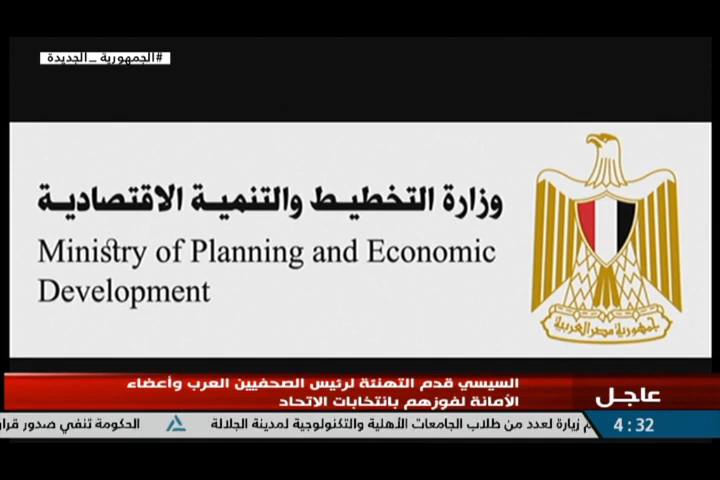 #الجمهورية _الجديدة
وزارة التخطيط والتنمية الاقتصادية
Ministry of Planning and Economic
Development
جمهورية مصر العربية
السيسي قدم التهنئة لرئيس الصحفيين العرب وأعضاء
الأمانة لفوزهم بانتخابات الاتحاد
عاجل
4:32
زيارة لعدد من طلاب الجامعات الأهلية والتكنولوجية لمدينة الجلالة
الحكومة تنفي صدور